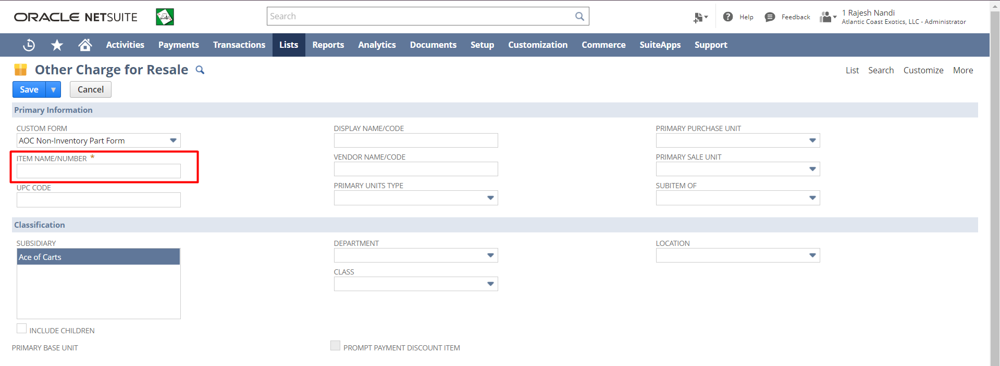 ORACLE NETSUITE
Search
Help
Feedback
1 Rajesh Nandi
Atlantic Coast Exotics, LLC - Administrator
Activities Payments Transactions Lists Reports Analytics Documents Setup Customization Commerce SuiteApps Support
Other Charge for Resale
List Search Customize More
Save Cancel
Primary Information
CUSTOM FORM
AOC Non-Inventory Part Form
ITEM NAME/NUMBER *
UPC CODE
DISPLAY NAME/CODE
VENDOR NAME/CODE
PRIMARY UNITS TYPE
PRIMARY PURCHASE UNIT
PRIMARY SALE UNIT
SUBITEM OF
Classification
SUBSIDIARY
Ace of Carts
INCLUDE CHILDREN
PRIMARY BASE UNIT
DEPARTMENT
CLASS
PROMPT PAYMENT DISCOUNT ITEM
LOCATION